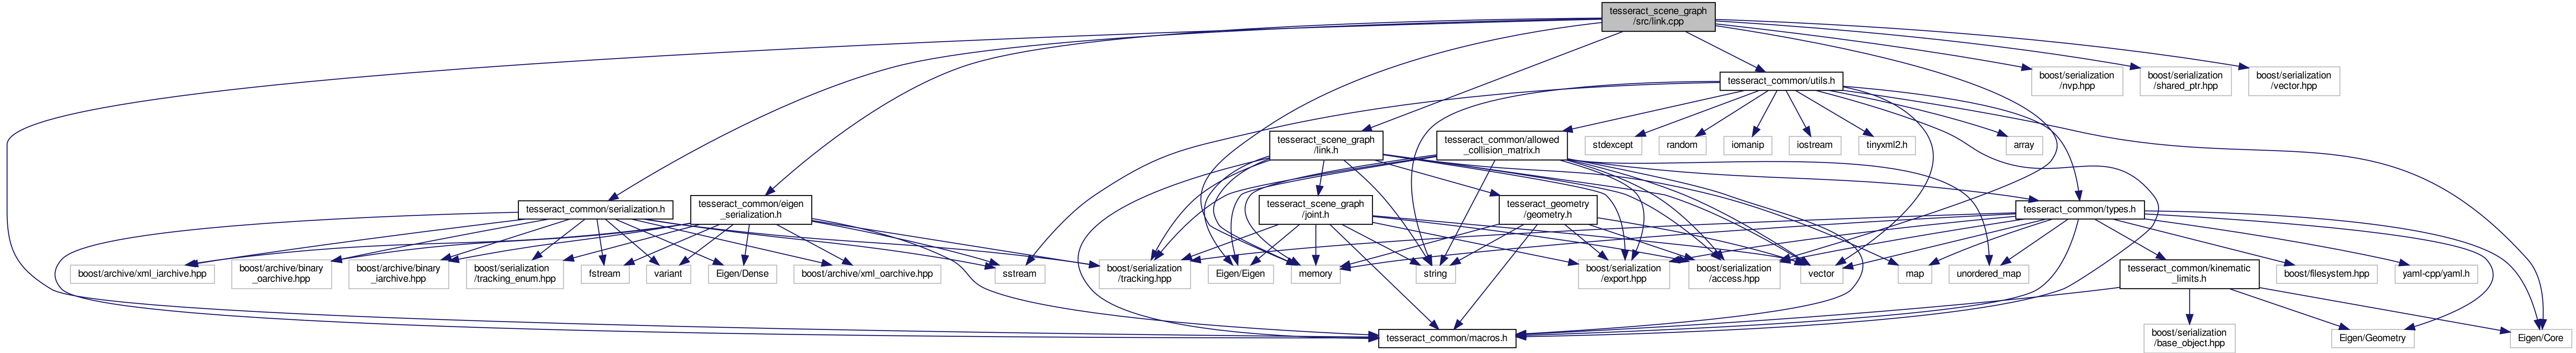 tesseract_scene_graph
/src/link.cpp
tesseract_common/utils.h
boost/serialization
/nvp.hpp
boost/serialization
/shared_ptr.hpp
boost/serialization
/vector.hpp
tesseract_scene_graph
/link.h
tesseract_common/allowed
_collision_matrix.h
stdexcept
random
iomanip
iostream
tinyxml2.h
array
tesseract_common/serialization.h
tesseract_common/eigen
_serialization.h
tesseract_scene_graph
/joint.h
tesseract_geometry
/geometry.h
tesseract_common/types.h
boost/archive/xml_iarchive.hpp
boost/archive/binary
_oarchive.hpp
boost/archive/binary
_iarchive.hpp
boost/serialization
/tracking_enum.hpp
fstream
variant
Eigen/Dense
boost/archive/xml_oarchive.hpp
sstream
boost/serialization
/tracking.hpp
Eigen/Eigen
memory
string
boost/serialization
/export.hpp
boost/serialization
/access.hpp
vector
map
unordered_map
tesseract_common/kinematic
_limits.h
boost/filesystem.hpp
yaml-cpp/yaml.h
tesseract_common/macros.h
boost/serialization
/base_object.hpp
Eigen/Geometry
Eigen/Core